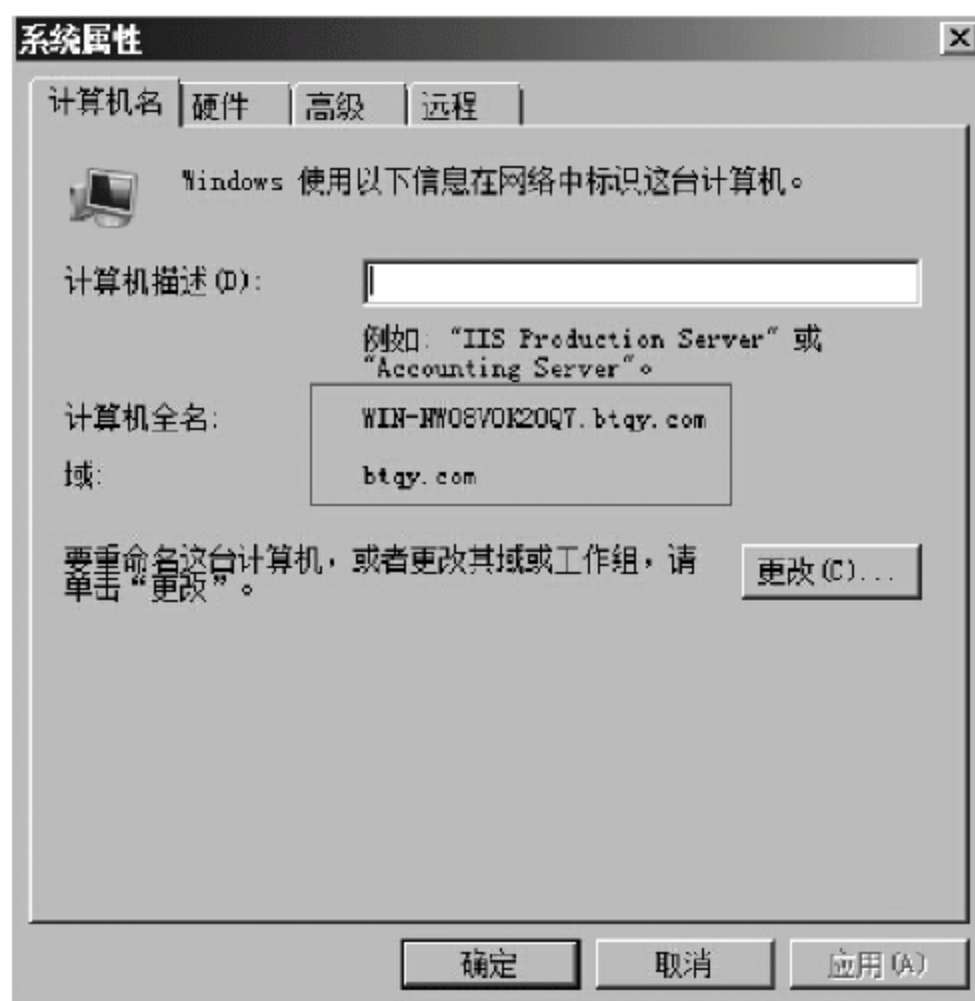 系统属性
计算机名 硬件 高级 远程
Windows 使用以下信息在网络中标识这台计算机。
计算机描述(D):
例如: "IIS Production Server" 或
"Accounting Server"。
计算机全名: WIN-NW08VOK20Q7.btqy.com
域: btqy.com
要重命名这台计算机，或者更改其域或工作组，请
单击“更改”。
更改(C)...
确定 取消 应用(A)